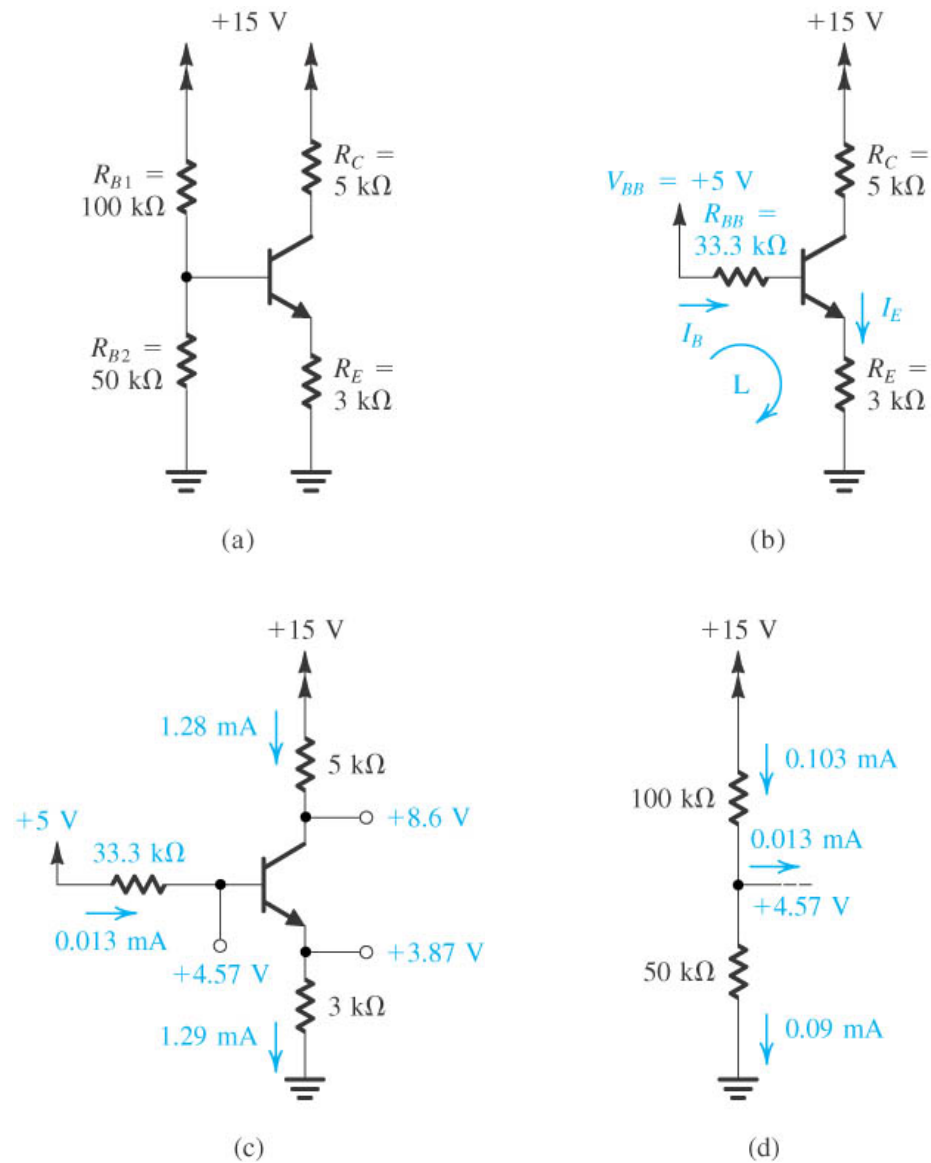 +15 V
R_{B1} =
100 kΩ
R_C =
5 kΩ
R_{B2} =
50 kΩ
R_E =
3 kΩ
(a)
+15 V
R_C =
5 kΩ
V_{BB} = +5 V
R_{BB} =
33.3 kΩ
I_B
I_E
L
R_E =
3 kΩ
(b)
+15 V
1.28 mA
5 kΩ
+8.6 V
+5 V
33.3 kΩ
0.013 mA
+4.57 V
+3.87 V
3 kΩ
1.29 mA
(c)
+15 V
0.103 mA
100 kΩ
0.013 mA
+4.57 V
50 kΩ
0.09 mA
(d)